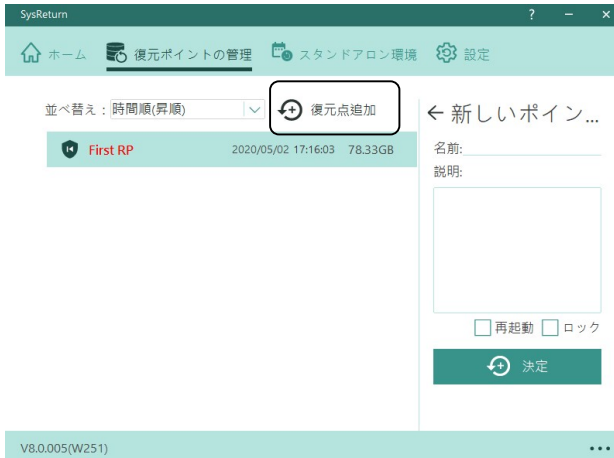 SysReturn
ホーム 復元ポイントの管理 スタンドアロン環境 設定
並べ替え：時間順(昇順) 復元点追加
First RP 2020/05/02 17:16:03 78.33GB
新しいポイン...
名前:
説明:
再起動 ロック
決定
V8.0.005(W251)